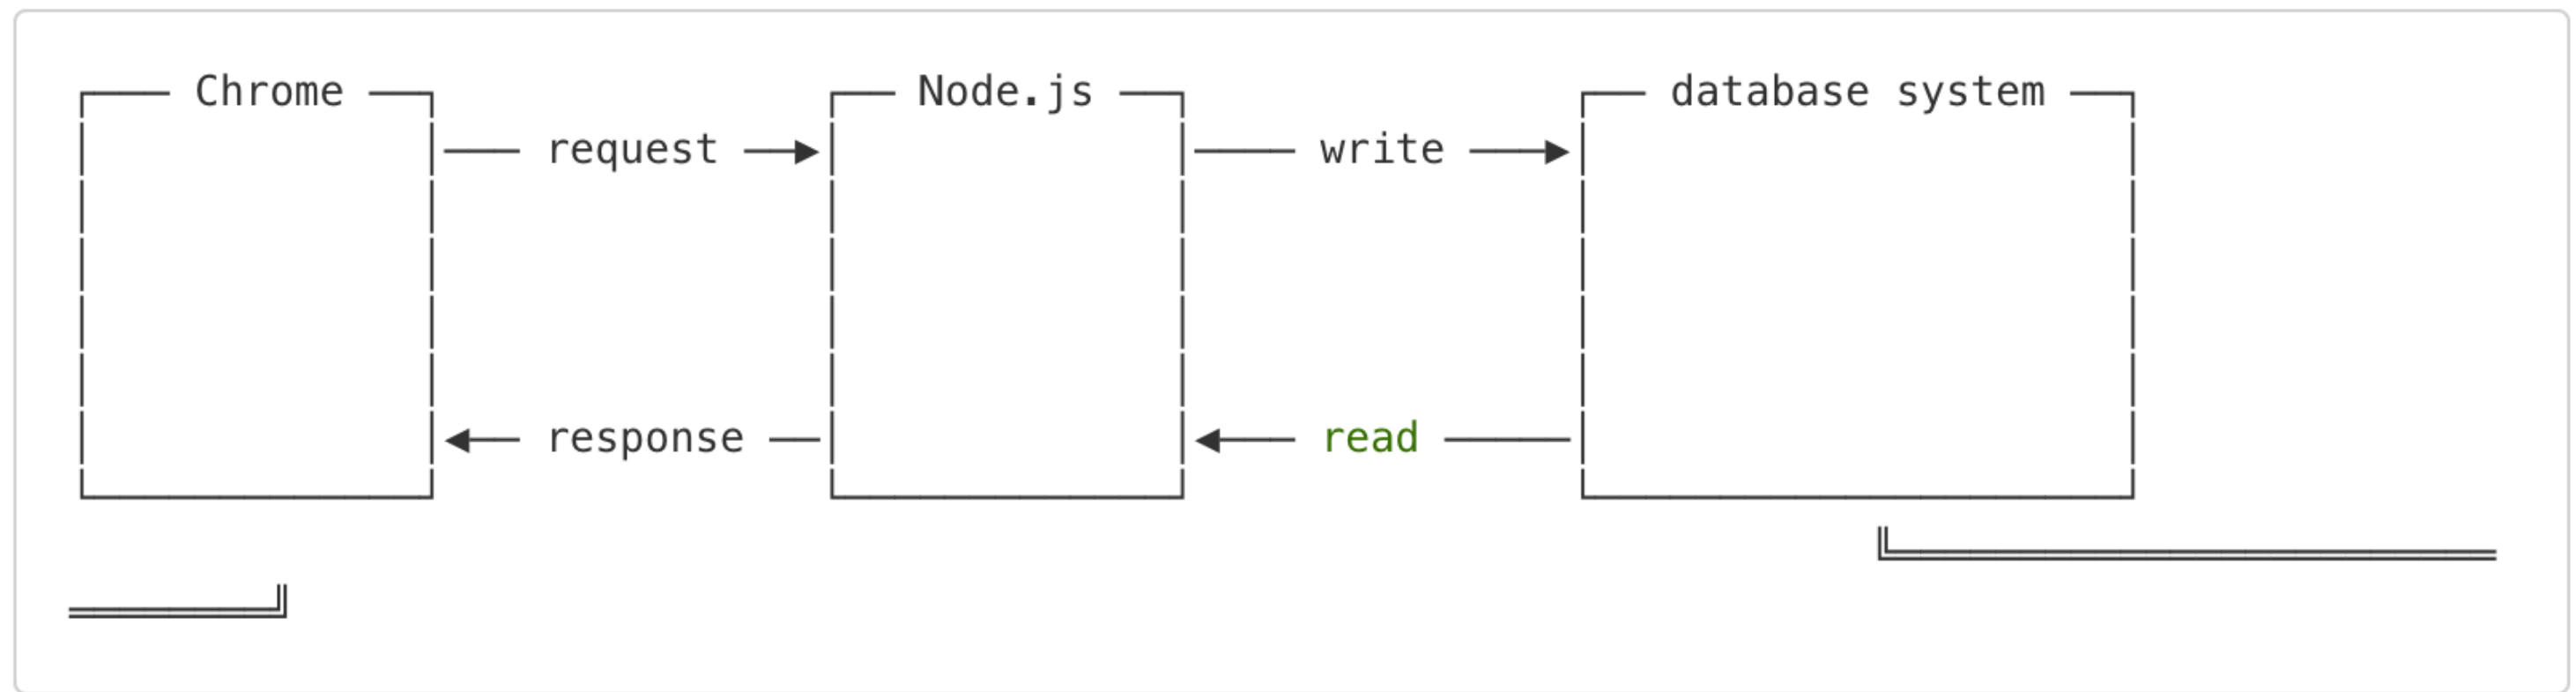 Chrome Node.js database system
request write
response read